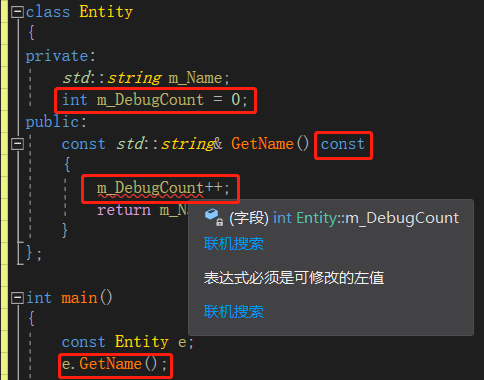 class Entity
{
private:
std::string m_Name;
int m_DebugCount = 0;
public:
const std::string& GetName() const
{
m_DebugCount++;
return m_Na
(字段) int Entity::m_DebugCount
联机搜索
表达式必须是可修改的左值
联机搜索
}
};
int main()
{
const Entity e;
e.GetName();